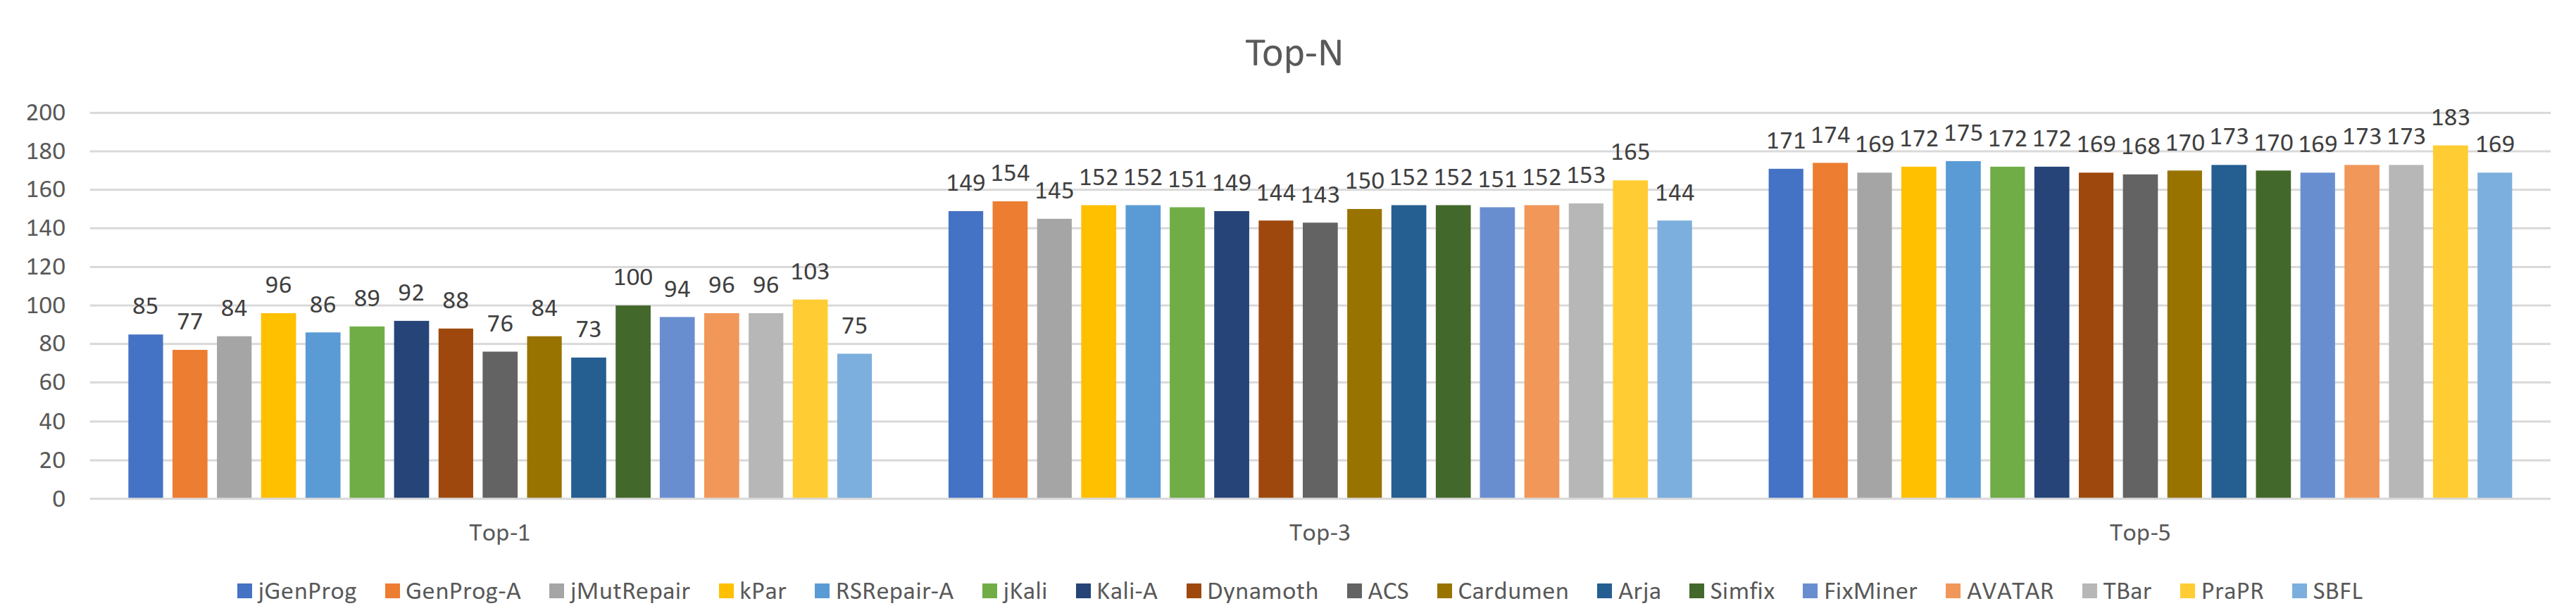 Top-N
200
180
160
140
120
100
80
60
40
20
0
85 77 84 96 86 89 92 88 76 84 73 100 94 96 96 103 75
149 154 145 152 152 151 149 144 143 150 152 152 151 152 153 165 144
171 174 169 172 175 172 172 169 168 170 173 170 169 173 173 183 169
Top-1 Top-3 Top-5
jGenProg GenProg-A jMutRepair kPar RSRepair-A jKali Kali-A Dynamoth ACS Cardumen Arja Simfix FixMiner AVATAR TBar PraPR SBFL